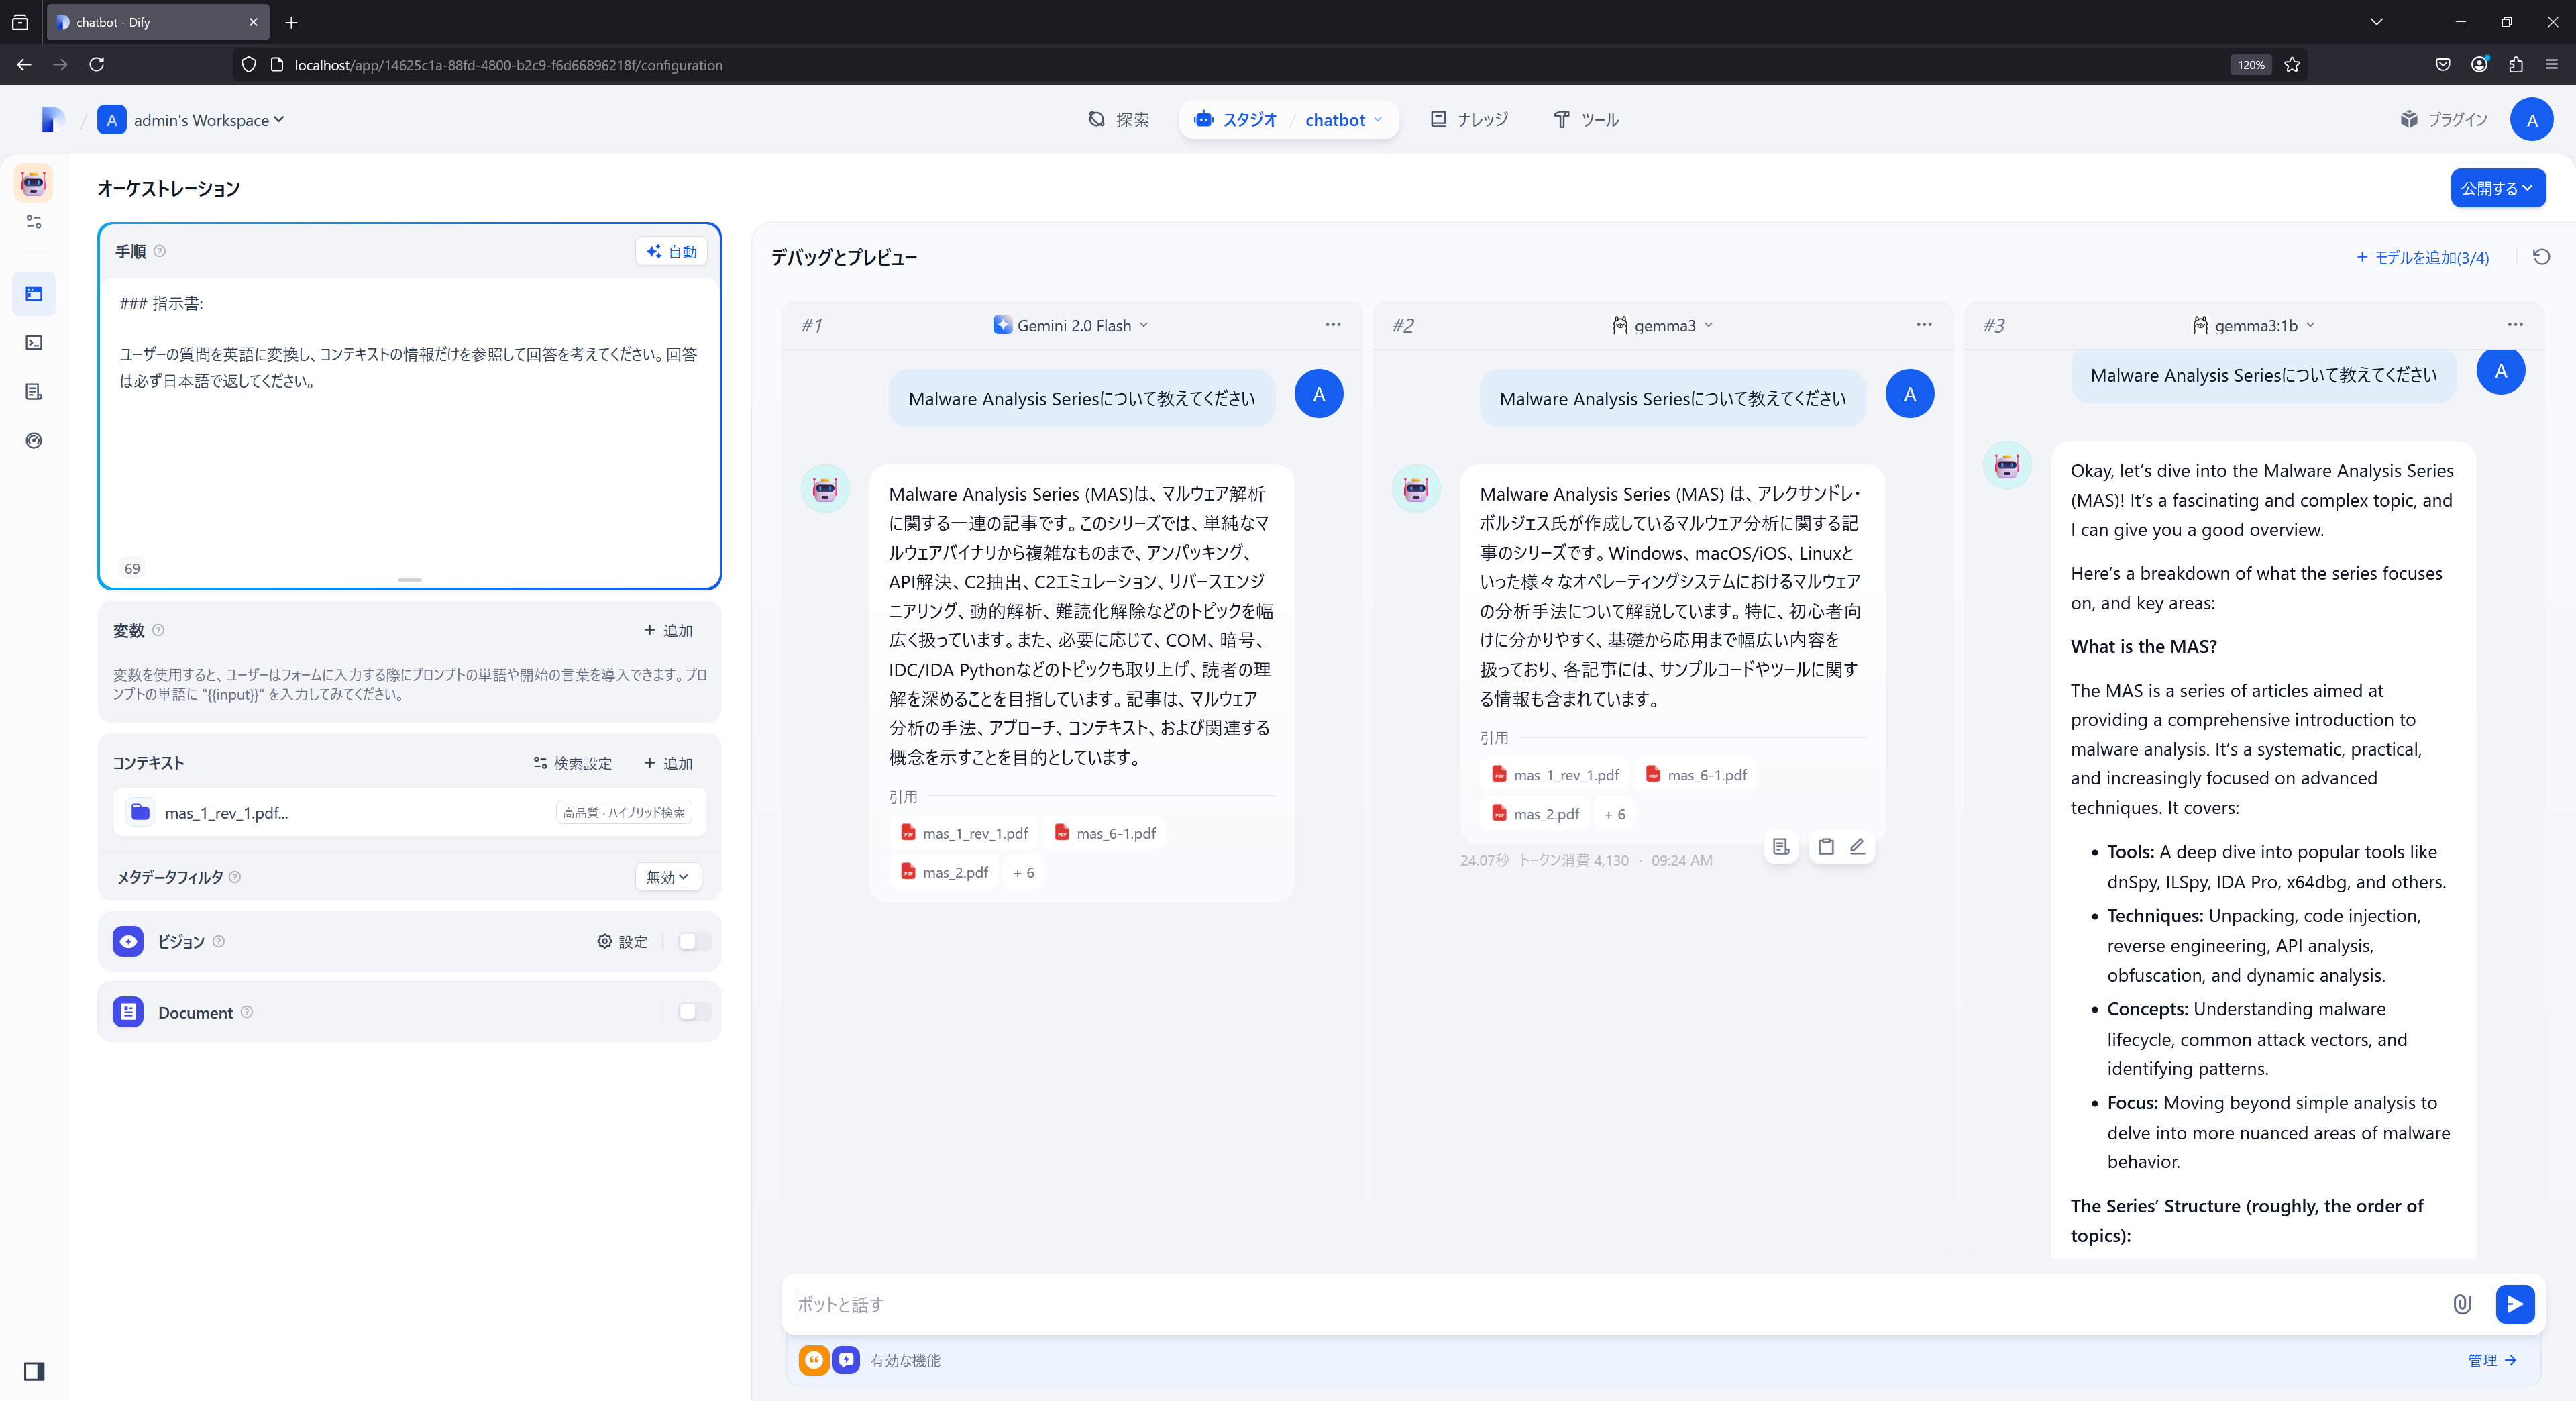 chatbot - Dify
localhost/app/14625c1a-88fd-4800-b2c9-f6d66896218f/configuration
120%
A
admin's Workspace
探索
スタジオ
/
chatbot
ナレッジ
ツール
プラグイン
A
オーケストレーション
公開する
手順
自動
### 指示書:
ユーザーの質問を英語に変換し、コンテキストの情報だけを参照して回答を考えてください。回答
は必ず日本語で返してください。
69
変数
+ 追加
変数を使用すると、ユーザーはフォームに入力する際にプロンプトの単語や開始の言葉を導入できます。プロ
ンプトの単語に "{{input}}" を入力してみてください。
コンテキスト
検索設定
+ 追加
mas_1_rev_1.pdf...
高品質 · ハイブリッド検索
メタデータフィルタ
無効
ビジョン
設定
Document
デバッグとプレビュー
+ モデルを追加(3/4)
#1
Gemini 2.0 Flash
Malware Analysis Seriesについて教えてください
A
Malware Analysis Series (MAS)は、マルウェア解析
に関する一連の記事です。このシリーズでは、単純なマ
ルウェアバイナリから複雑なものまで、アンパッキング、
API解決、C2抽出、C2エミュレーション、リバースエンジ
ニアリング、動的解析、難読化解除などのトピックを幅
広く扱っています。また、必要に応じて、COM、暗号、
IDC/IDA Pythonなどのトピックも取り上げ、読者の理
解を深めることを目指しています。記事は、マルウェア
分析の手法、アプローチ、コンテキスト、および関連する
概念を示すことを目的としています。
引用
mas_1_rev_1.pdf
mas_6-1.pdf
mas_2.pdf
+ 6
#2
gemma3
Malware Analysis Seriesについて教えてください
A
Malware Analysis Series (MAS) は、アレクサンドレ・
ボルジェス氏が作成しているマルウェア分析に関する記
事のシリーズです。Windows、macOS/iOS、Linuxと
いった様々なオペレーティングシステムにおけるマルウェア
の分析手法について解説しています。特に、初心者向
けに分かりやすく、基礎から応用まで幅広い内容を
扱っており、各記事には、サンプルコードやツールに関す
る情報も含まれています。
引用
mas_1_rev_1.pdf
mas_6-1.pdf
mas_2.pdf
+ 6
24.07秒 トークン消費 4,130 · 09:24 AM
#3
gemma3:1b
Malware Analysis Seriesについて教えてください
A
Okay, let’s dive into the Malware Analysis Series
(MAS)! It’s a fascinating and complex topic, and
I can give you a good overview.
Here’s a breakdown of what the series focuses
on, and key areas:
What is the MAS?
The MAS is a series of articles aimed at
providing a comprehensive introduction to
malware analysis. It’s a systematic, practical,
and increasingly focused on advanced
techniques. It covers:
• Tools: A deep dive into popular tools like
dnSpy, ILSpy, IDA Pro, x64dbg, and others.
• Techniques: Unpacking, code injection,
reverse engineering, API analysis,
obfuscation, and dynamic analysis.
• Concepts: Understanding malware
lifecycle, common attack vectors, and
identifying patterns.
• Focus: Moving beyond simple analysis to
delve into more nuanced areas of malware
behavior.
The Series’ Structure (roughly, the order of
topics):
ボットと話す
有効な機能
管理 →